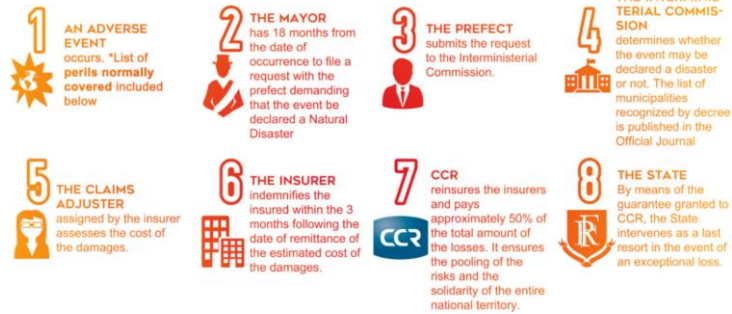 1
AN ADVERSE
EVENT
occurs. *List of
perils normally
covered included
below
2
THE MAYOR
has 18 months from
the date of
occurrence to file a
request with the
prefect demanding
that the event be
declared a Natural
Disaster
3
THE PREFECT
submits the request
to the Interministerial
Commission.
4
TERIAL COMMIS-
SION
determines whether
the event may be
declared a disaster
or not. The list of
municipalities
recognized by decree
is published in the
Official Journal
5
THE CLAIMS
ADJUSTER
assigned by the insurer
assesses the cost of
the damages.
6
THE INSURER
indemnifies the
insured within the 3
months following the
date of remittance of
the estimated cost of
the damages.
7
CCR
CCR
reinsures the insurers
and pays
approximately 50% of
the total amount of
the losses. It ensures
the pooling of the
risks and the
solidarity of the entire
national territory.
8
THE STATE
By means of the
guarantee granted to
CCR, the State
intervenes as a last
resort in the event of
an exceptional loss.